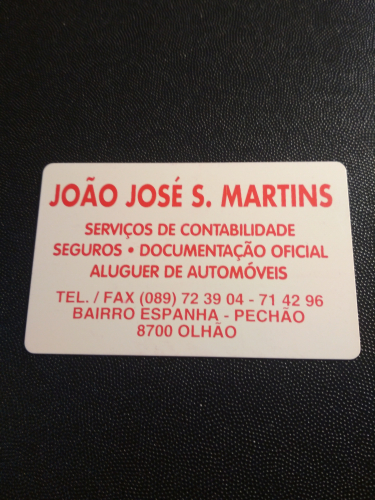 JOÃO JOSÉ S. MARTINS
SERVIÇOS DE CONTABILIDADE
SEGUROS • DOCUMENTAÇÃO OFICIAL
ALUGUER DE AUTOMÓVEIS
TEL. / FAX (089) 72 39 04 - 71 42 96
BAIRRO ESPANHA - PECHÃO
8700 OLHÃO